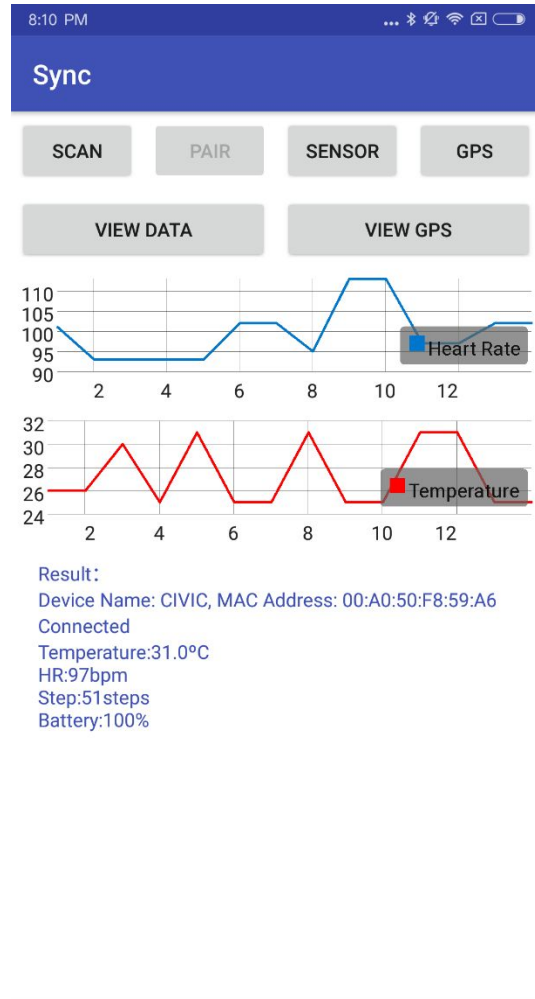 8:10 PM
Sync
SCAN PAIR SENSOR GPS
VIEW DATA VIEW GPS
110
105
100
95
90
Heart Rate
2 4 6 8 10 12
32
30
28
26
24
Temperature
2 4 6 8 10 12
Result：
Device Name: CIVIC, MAC Address: 00:A0:50:F8:59:A6
Connected
Temperature:31.0ºC
HR:97bpm
Step:51steps
Battery:100%